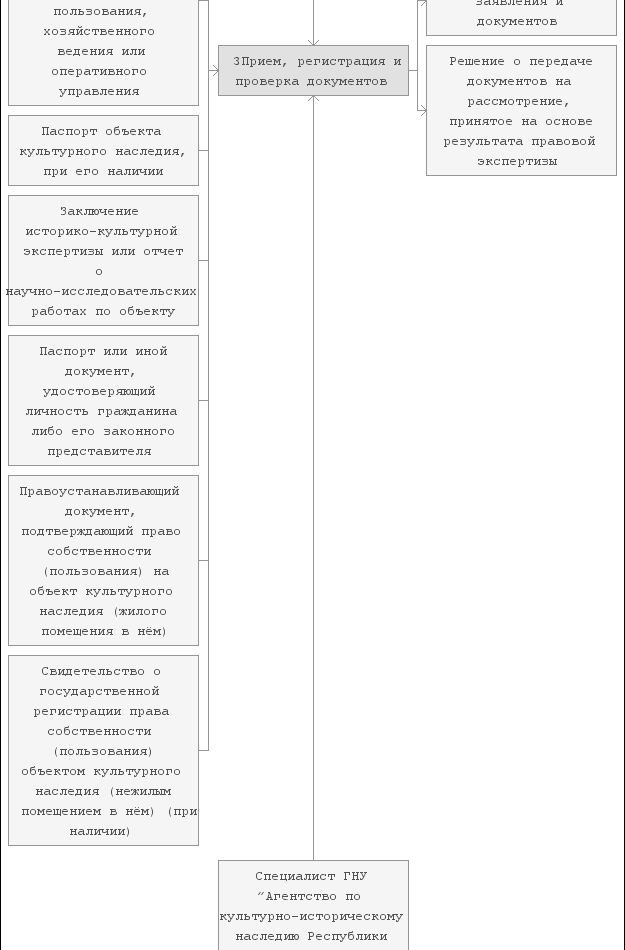 пользования,
хозяйственного
ведения или
оперативного
управления
Паспорт объекта
культурного наследия,
при его наличии
Заключение
историко-культурной
экспертизы или отчет
о
научно-исследовательских
работах по объекту
Паспорт или иной
документ,
удостоверяющий
личность гражданина
либо его законного
представителя
Правоустанавливающий
документ,
подтверждающий право
собственности
(пользования) на
объект культурного
наследия (жилого
помещения в нём)
Свидетельство о
государственной
регистрации права
собственности
(пользования)
объектом культурного
наследия (нежилым
помещением в нём) (при
наличии)
3Прием, регистрация и
проверка документов
заявления и
документов
Решение о передаче
документов на
рассмотрение,
принятое на основе
результата правовой
экспертизы
Специалист ГНУ
"Агентство по
культурно-историческому
наследию Республики